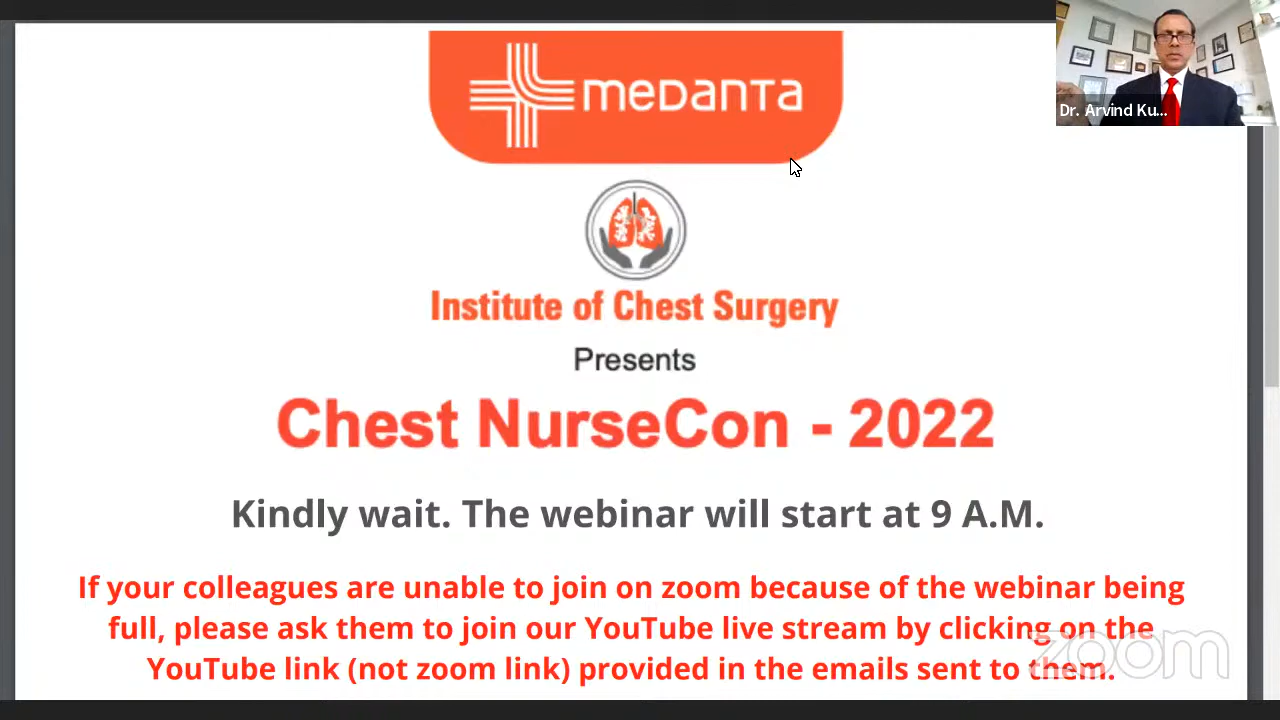 medanta
Dr. Arvind Ku...
Institute of Chest Surgery
Presents
Chest NurseCon - 2022
Kindly wait. The webinar will start at 9 A.M.
If your colleagues are unable to join on zoom because of the webinar being
full, please ask them to join our YouTube live stream by clicking on the
YouTube link (not zoom link) provided in the emails sent to them.
zoom